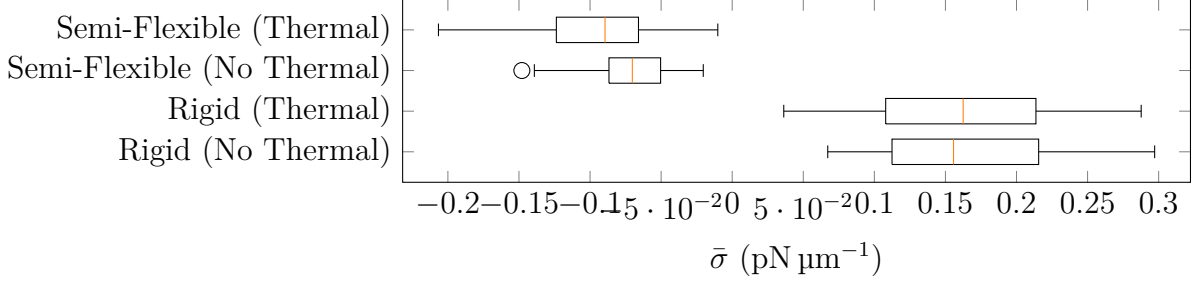 Semi-Flexible (Thermal)
Semi-Flexible (No Thermal)
Rigid (Thermal)
Rigid (No Thermal)
−0.2 −0.15 −0.1 −5 · 10⁻² 0 5 · 10⁻² 0.1 0.15 0.2 0.25 0.3
σ̄ (pN µm⁻¹)